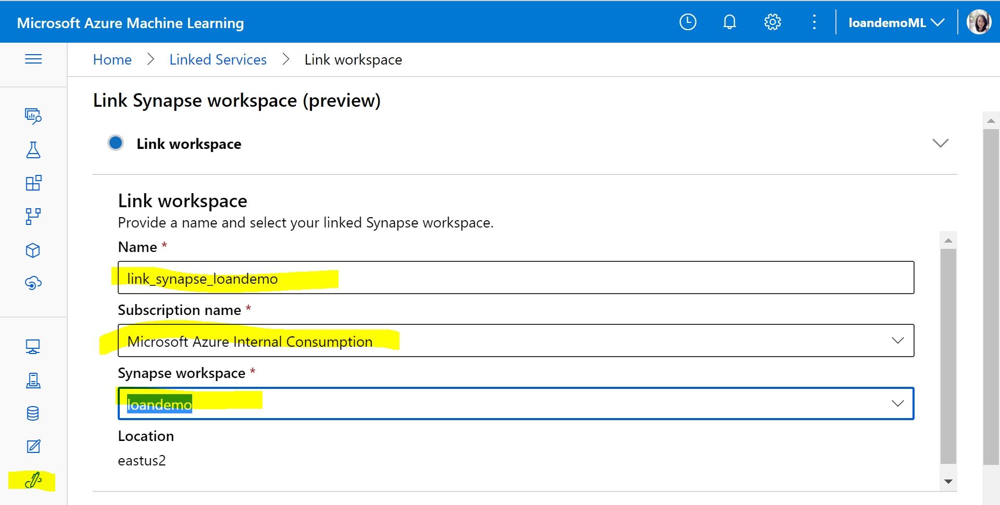 Microsoft Azure Machine Learning
loandemoML
Home
Linked Services
Link workspace
Link Synapse workspace (preview)
Link workspace
Link workspace
Provide a name and select your linked Synapse workspace.
Name *
link_synapse_loandemo
Subscription name *
Microsoft Azure Internal Consumption
Synapse workspace *
loandemo
Location
eastus2